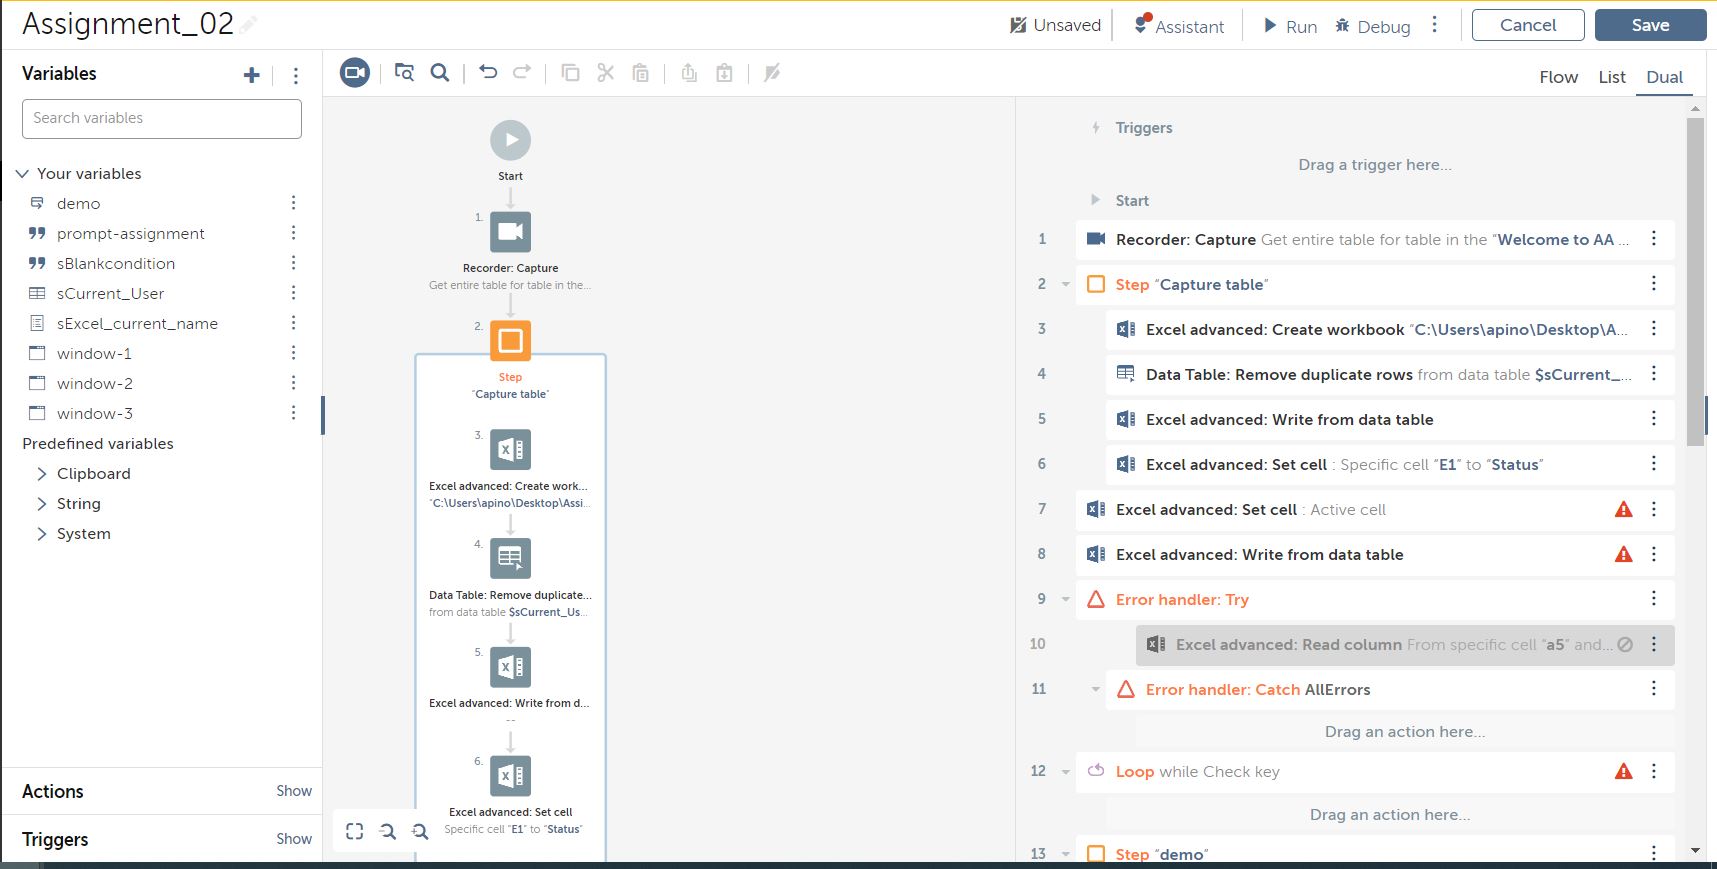 Assignment_02
Unsaved
Assistant
Run
Debug
Cancel
Save
Variables
Search variables
Your variables
demo
prompt-assignment
sBlankcondition
sCurrent_User
sExcel_current_name
window-1
window-2
window-3
Predefined variables
Clipboard
String
System
Actions
Show
Triggers
Show
Flow
List
Dual
Start
1.
Recorder: Capture
Get entire table for table in the...
2.
Step
"Capture table"
3.
Excel advanced: Create work...
"C:\Users\apino\Desktop\Assi...
4.
Data Table: Remove duplicate...
from data table $sCurrent_Us...
5.
Excel advanced: Write from d...
--
6.
Excel advanced: Set cell
Specific cell "E1" to "Status"
Triggers
Drag a trigger here...
Start
1 Recorder: Capture Get entire table for table in the "Welcome to AA ...
2 Step "Capture table"
3 Excel advanced: Create workbook "C:\Users\apino\Desktop\A...
4 Data Table: Remove duplicate rows from data table $sCurrent_...
5 Excel advanced: Write from data table
6 Excel advanced: Set cell : Specific cell "E1" to "Status"
7 Excel advanced: Set cell : Active cell
8 Excel advanced: Write from data table
9 Error handler: Try
10 Excel advanced: Read column From specific cell "a5" and...
11 Error handler: Catch AllErrors
Drag an action here...
12 Loop while Check key
Drag an action here...
13 Step "demo"